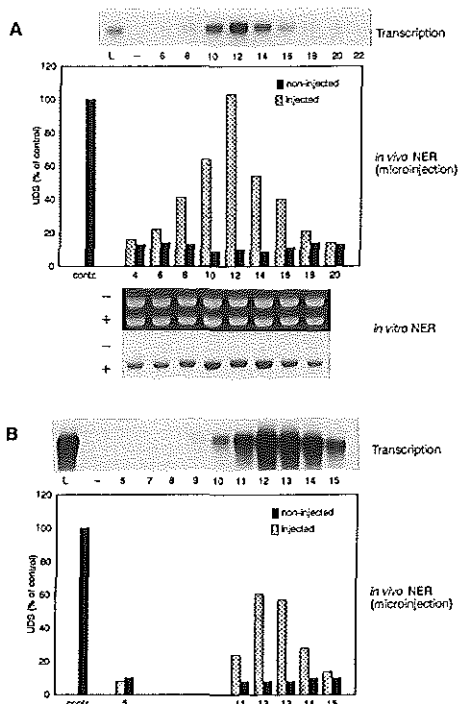 A
Transcription
L – 6 8 10 12 14 16 18 20 22
120
100
80
60
40
20
0
UDS (% of control)
non-injected
injected
in vivo NER
(microinjection)
contr. 4 6 8 10 12 14 16 18 20
–
+
–
+
in vitro NER
B
Transcription
L – 5 7 8 9 10 11 12 13 14 15
120
100
80
60
40
20
0
UDS (% of control)
non-injected
injected
in vivo NER
(microinjection)
contr. 5 11 12 13 14 15